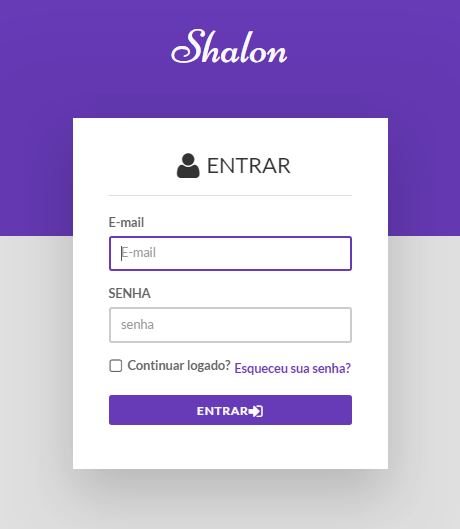 Shalon
ENTRAR
E-mail
E-mail
SENHA
senha
Continuar logado? Esqueceu sua senha?
ENTRAR